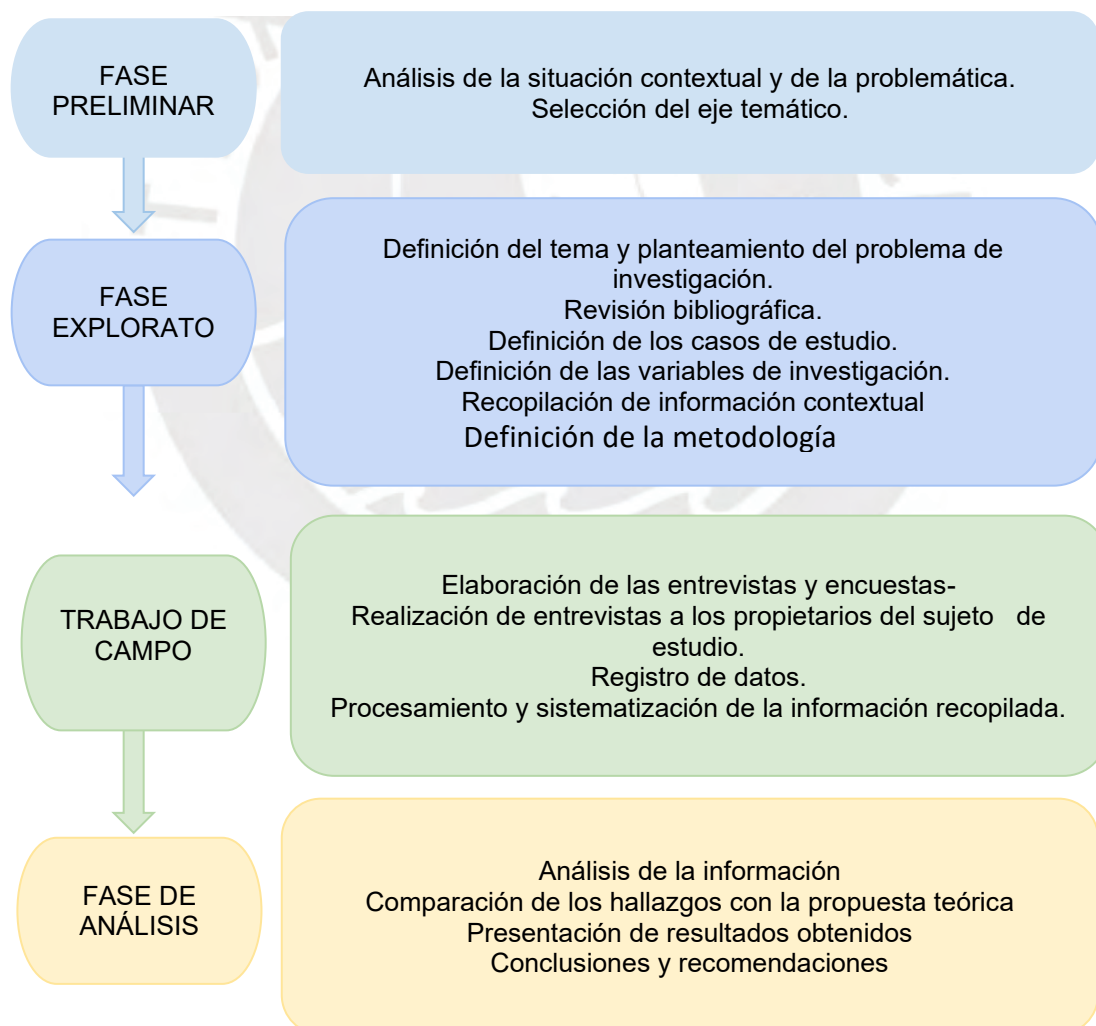 FASE
PRELIMINAR
Análisis de la situación contextual y de la problemática.
Selección del eje temático.
FASE
EXPLORATO
Definición del tema y planteamiento del problema de
investigación.
Revisión bibliográfica.
Definición de los casos de estudio.
Definición de las variables de investigación.
Recopilación de información contextual
Definición de la metodología
TRABAJO DE
CAMPO
Elaboración de las entrevistas y encuestas-
Realización de entrevistas a los propietarios del sujeto de
estudio.
Registro de datos.
Procesamiento y sistematización de la información recopilada.
FASE DE
ANÁLISIS
Análisis de la información
Comparación de los hallazgos con la propuesta teórica
Presentación de resultados obtenidos
Conclusiones y recomendaciones